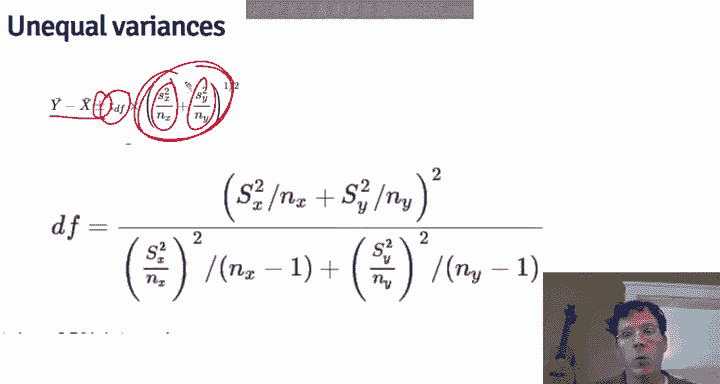 Unequal variances
Ȳ − X̄ ± t_df × (s_x²/n_x + s_y²/n_y)^1/2
df = (S_x²/n_x + S_y²/n_y)² / ((S_x²/n_x)²/(n_x − 1) + (S_y²/n_y)²/(n_y − 1))